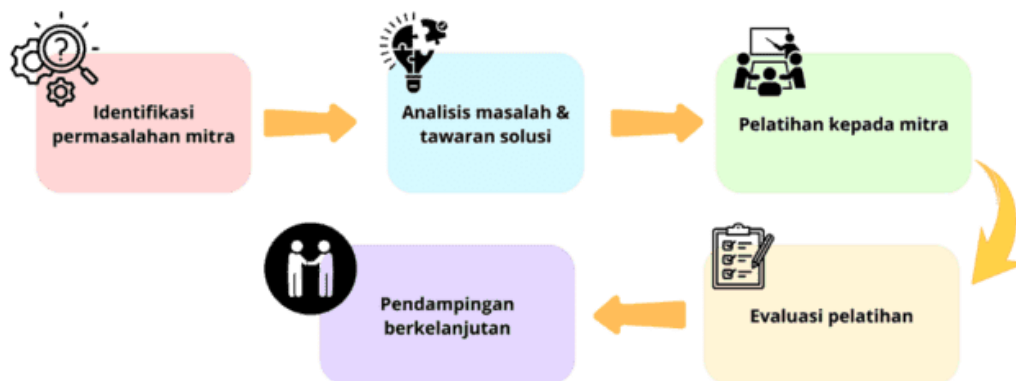 Identifikasi
permasalahan mitra
Analisis masalah &
tawaran solusi
Pelatihan kepada mitra
Evaluasi pelatihan
Pendampingan
berkelanjutan